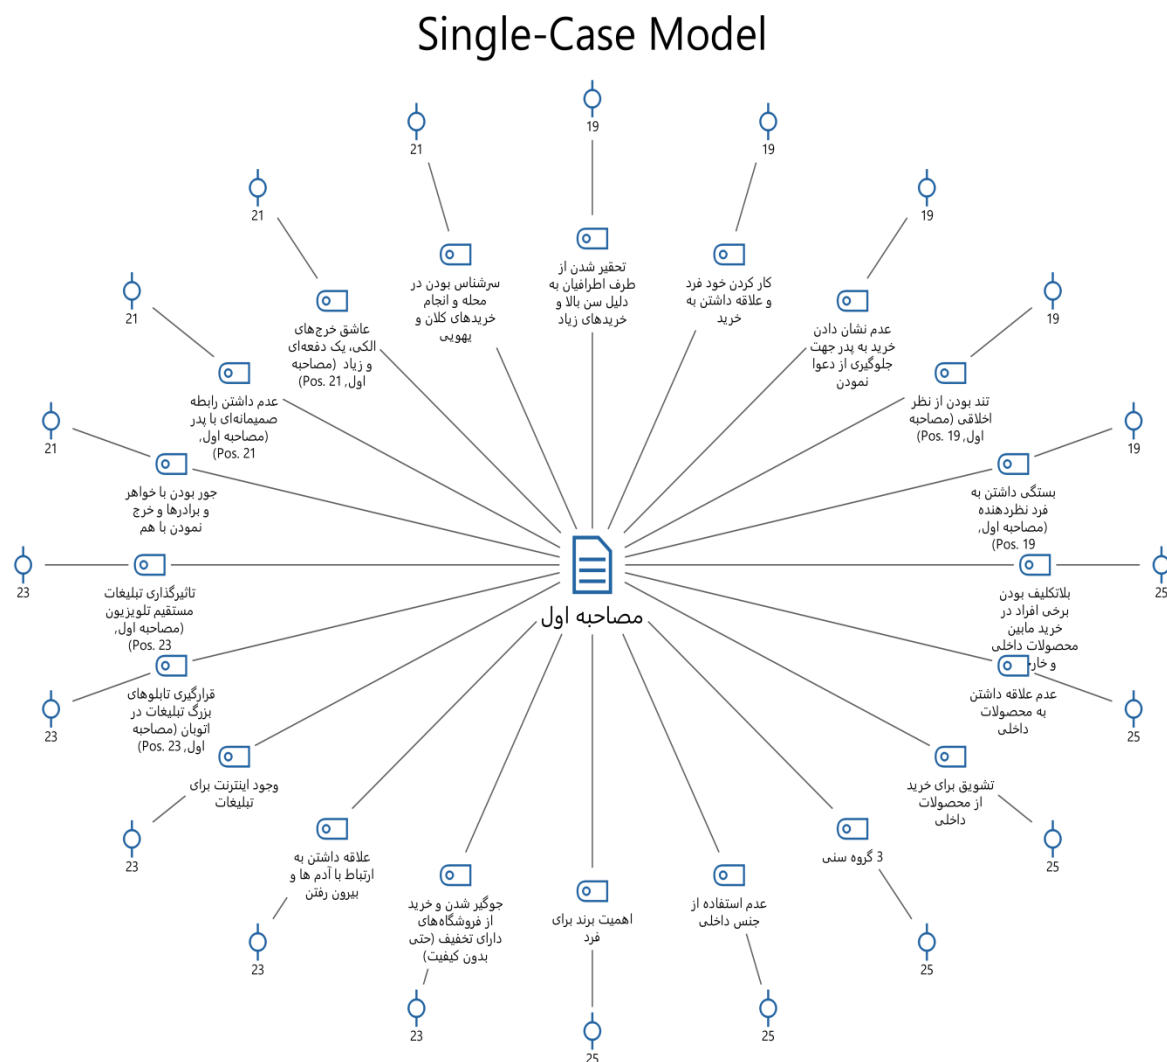 Single-Case Model
19
تحقیر شدن از
طرف اطرافیان به
دلیل سن بالا و
خریدهای زیاد
19
کار کردن خود فرد
و علاقه داشتن به
خرید
19
عدم نشان دادن
خرید به پدر جهت
جلوگیری از دعوا
نمودن
19
تند بودن از نظر
اخلاقی (مصاحبه
اول, Pos. 19)
19
بستگی داشتن به
فرد نظردهنده
(مصاحبه اول,
Pos. 19)
25
بلاتکلیف بودن
برخی افراد در
خرید مابین
محصولات داخلی
25
عدم علاقه داشتن
به محصولات
داخلی
25
تشویق برای خرید
از محصولات
داخلی
25
3 گروه سنی
25
عدم استفاده از
جنس داخلی
25
اهمیت برند برای
فرد
23
جوگیر شدن و خرید
از فروشگاه‌های
دارای تخفیف (حتی
بدون کیفیت)
23
علاقه داشتن به
ارتباط با آدم ها و
بیرون رفتن
23
وجود اینترنت برای
تبلیغات
23
قرارگیری تابلوهای
بزرگ تبلیغات در
اتوبان (مصاحبه
اول, Pos. 23)
23
تاثیرگذاری تبلیغات
مستقیم تلویزیون
(مصاحبه اول,
Pos. 23)
21
جور بودن با خواهر
و برادرها و خرج
نمودن با هم
21
عدم داشتن رابطه
صمیمانه‌ای با پدر
(مصاحبه اول,
Pos. 21)
21
عاشق خرج‌های
الکی، یک دفعه‌ای
و زیاد (مصاحبه
اول, Pos. 21)
21
سرشناس بودن در
محله و انجام
خریدهای کلان و
یهویی
مصاحبه اول